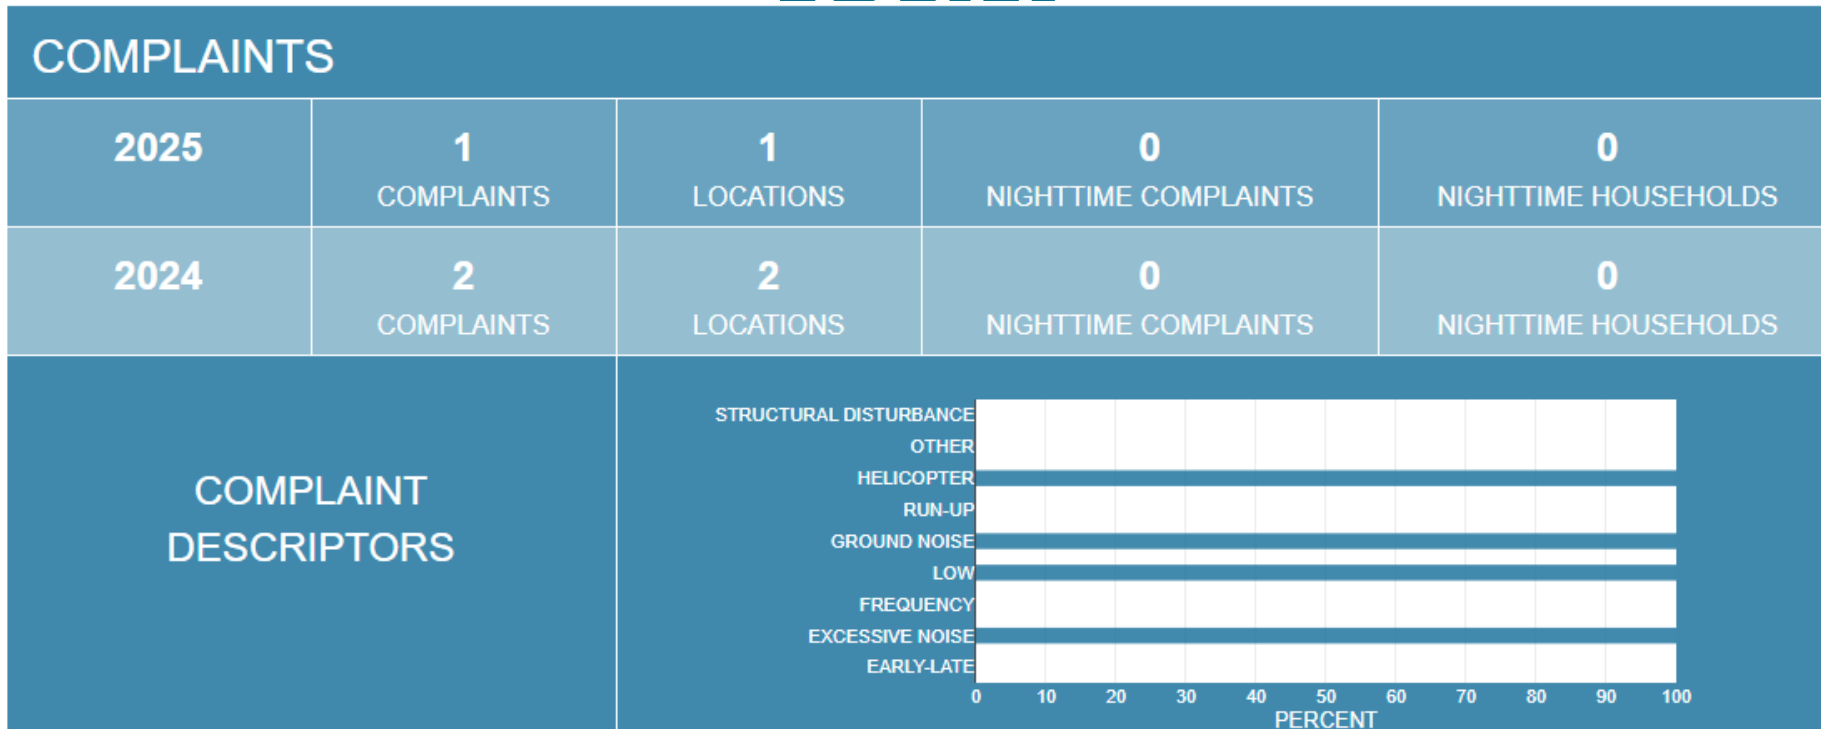 COMPLAINTS
2025
1
COMPLAINTS
1
LOCATIONS
0
NIGHTTIME COMPLAINTS
0
NIGHTTIME HOUSEHOLDS
2024
2
COMPLAINTS
2
LOCATIONS
0
NIGHTTIME COMPLAINTS
0
NIGHTTIME HOUSEHOLDS
COMPLAINT
DESCRIPTORS
STRUCTURAL DISTURBANCE
OTHER
HELICOPTER
RUN-UP
GROUND NOISE
LOW
FREQUENCY
EXCESSIVE NOISE
EARLY-LATE
0 10 20 30 40 50 60 70 80 90 100
PERCENT